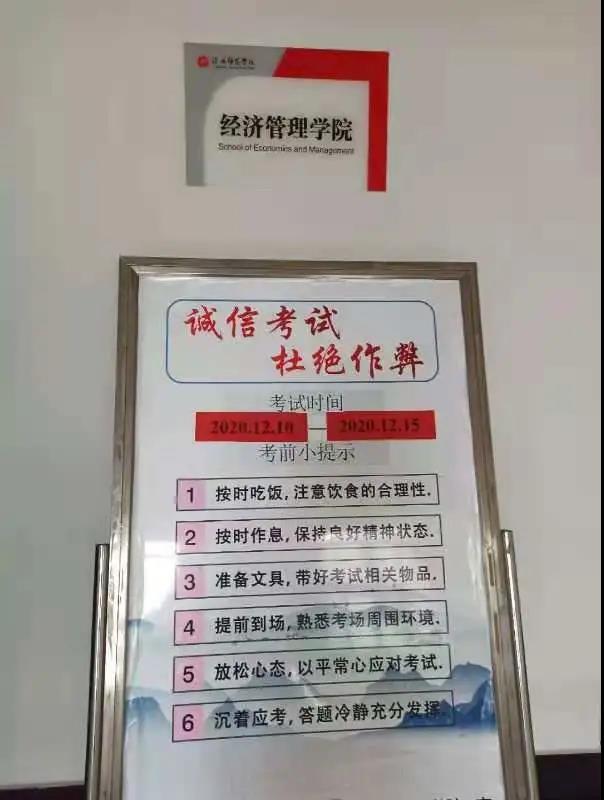 经济管理学院
School of Economics and Management
诚信考试
杜绝作弊
考试时间
2020.12.10—2020.12.15
考前小提示
1 按时吃饭,注意饮食的合理性.
2 按时作息,保持良好精神状态.
3 准备文具,带好考试相关物品.
4 提前到场,熟悉考场周围环境.
5 放松心态,以平常心应对考试.
6 沉着应考,答题冷静充分发挥.